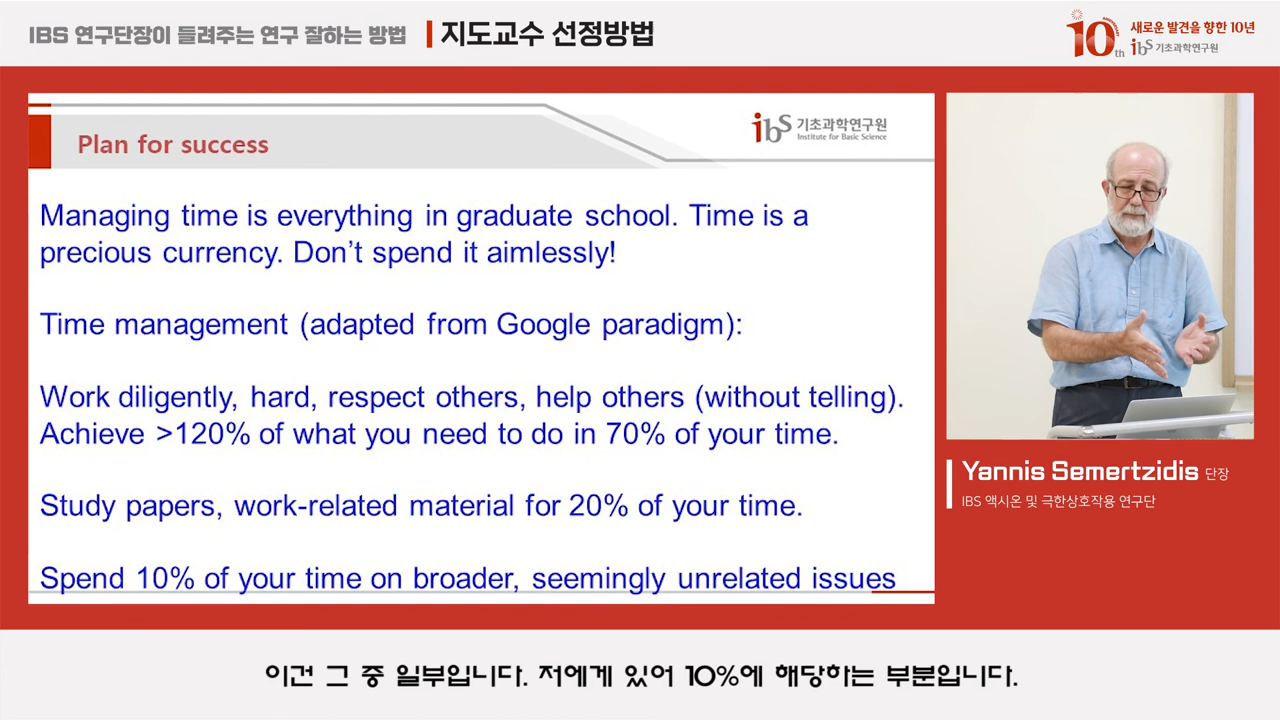 IBS 연구단장이 들려주는 연구 잘하는 방법 지도교수 선정방법
10th 새로운 발견을 향한 10년
ibs 기초과학연구원
Plan for success
ibs 기초과학연구원
Institute for Basic Science
Managing time is everything in graduate school. Time is a
precious currency. Don’t spend it aimlessly!
Time management (adapted from Google paradigm):
Work diligently, hard, respect others, help others (without telling).
Achieve >120% of what you need to do in 70% of your time.
Study papers, work-related material for 20% of your time.
Spend 10% of your time on broader, seemingly unrelated issues
Yannis Semertzidis 단장
IBS 액시온 및 극한상호작용 연구단
이건 그 중 일부입니다. 저에게 있어 10%에 해당하는 부분입니다.